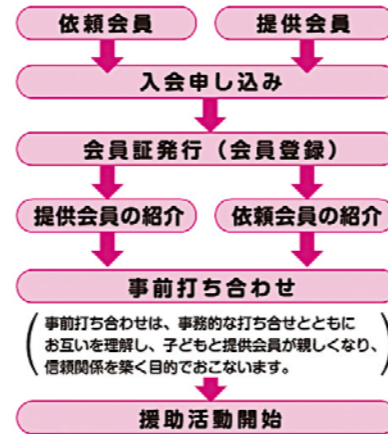 依頼会員
提供会員
入会申し込み
会員証発行（会員登録）
提供会員の紹介
依頼会員の紹介
事前打ち合わせ
事前打ち合わせは、事務的な打合せとともに
お互いを理解し、子どもと提供会員が親しくなり、
信頼関係を築く目的でおこないます。
援助活動開始